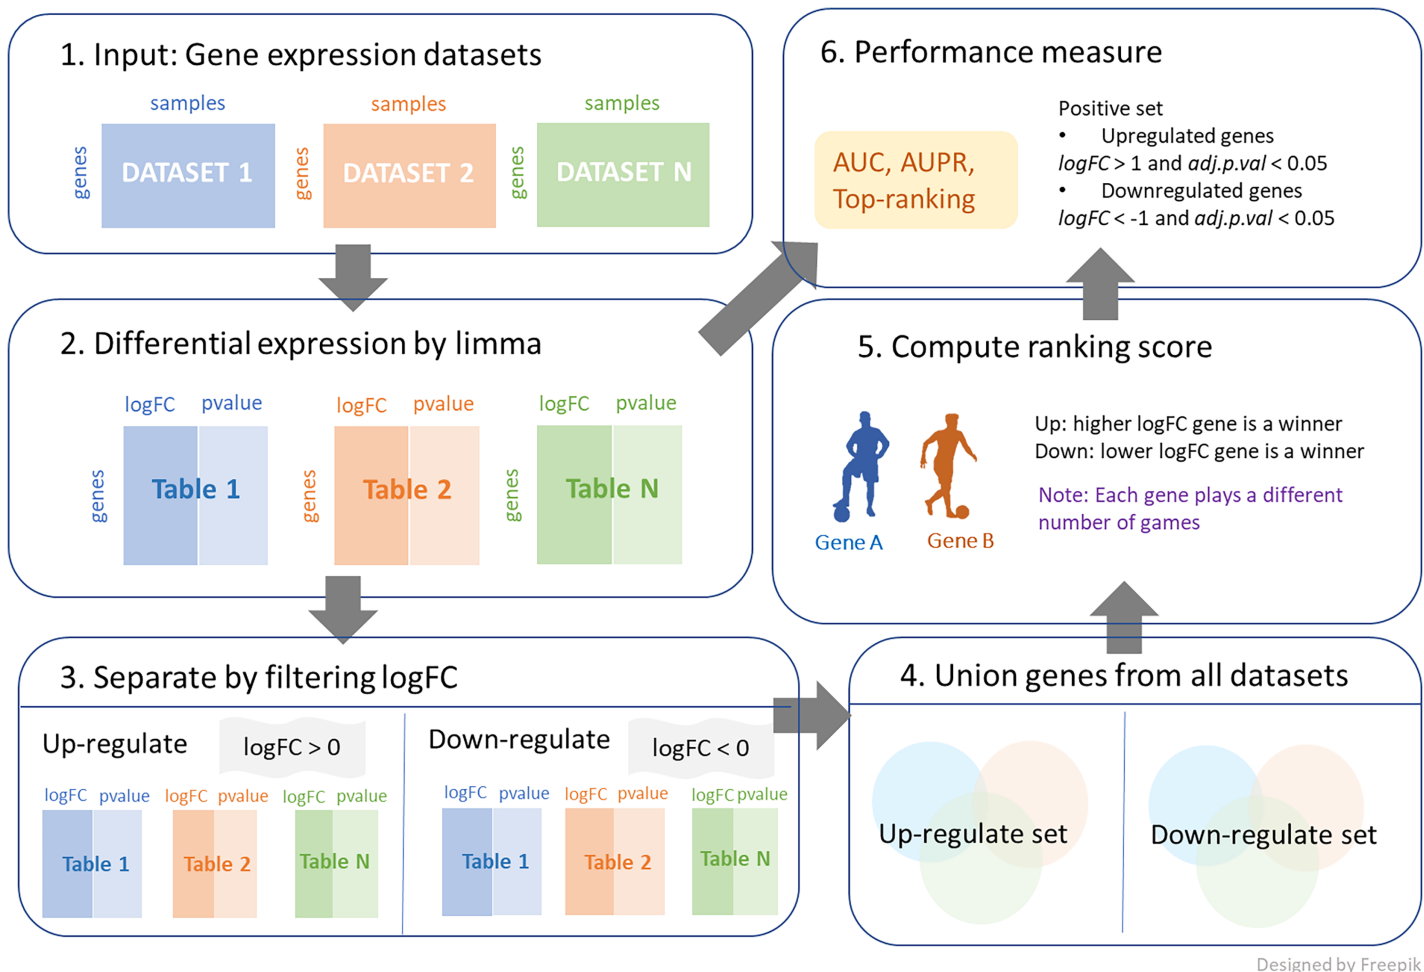 1. Input: Gene expression datasets
samples
samples
samples
genes
DATASET 1
genes
DATASET 2
genes
DATASET N
2. Differential expression by limma
logFC pvalue
logFC pvalue
logFC pvalue
genes
Table 1
genes
Table 2
genes
Table N
3. Separate by filtering logFC
Up-regulate
logFC > 0
logFC pvalue
logFC pvalue
logFC pvalue
Table 1
Table 2
Table N
Down-regulate
logFC < 0
logFC pvalue
logFC pvalue
logFC pvalue
Table 1
Table 2
Table N
4. Union genes from all datasets
Up-regulate set
Down-regulate set
5. Compute ranking score
Gene A
Gene B
Up: higher logFC gene is a winner
Down: lower logFC gene is a winner
Note: Each gene plays a different
number of games
6. Performance measure
AUC, AUPR,
Top-ranking
Positive set
• Upregulated genes
logFC > 1 and adj.p.val < 0.05
• Downregulated genes
logFC < -1 and adj.p.val < 0.05
Designed by Freepik